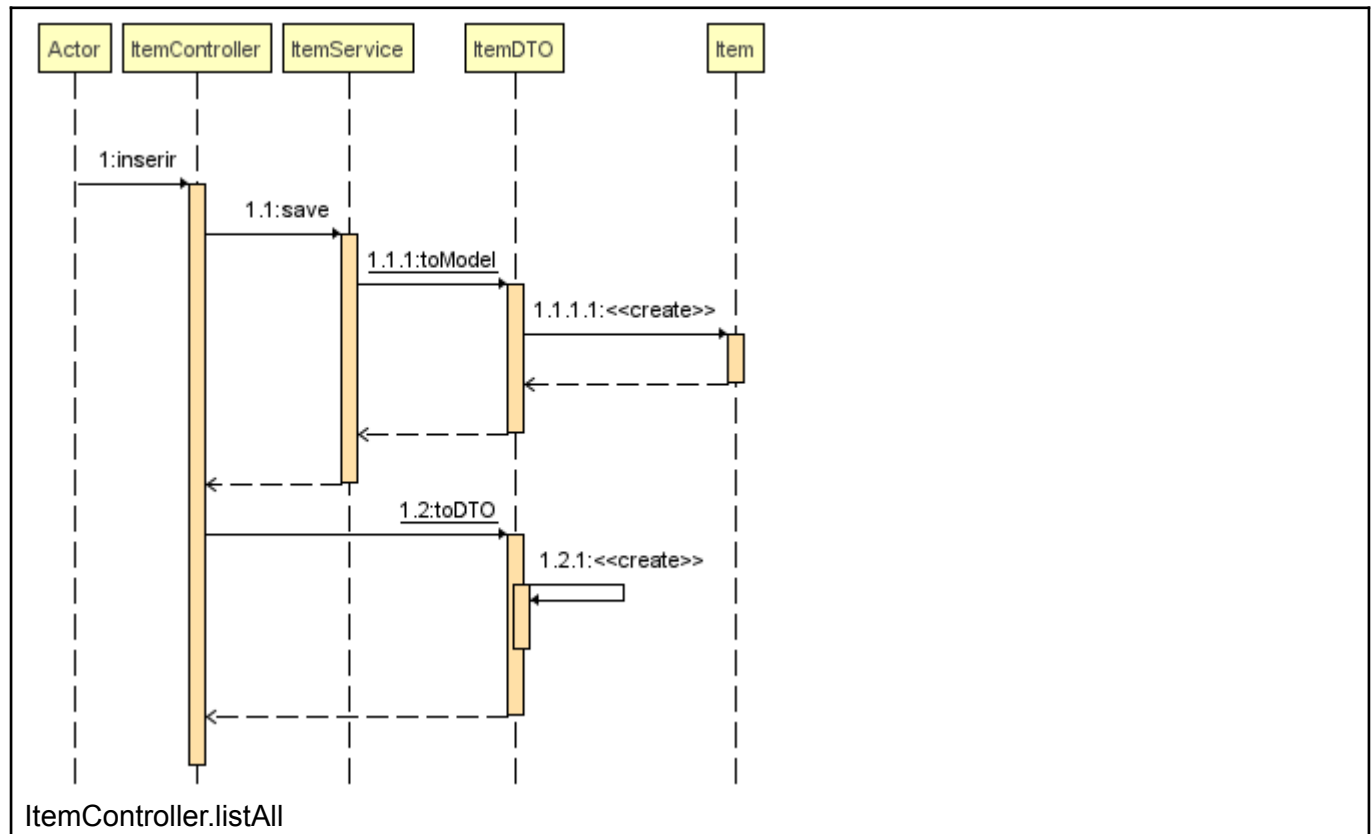 Actor ItemController ItemService ItemDTO Item
1:inserir
1.1:save
1.1.1:toModel
1.1.1.1:<<create>>
1.2:toDTO
1.2.1:<<create>>
ItemController.listAll